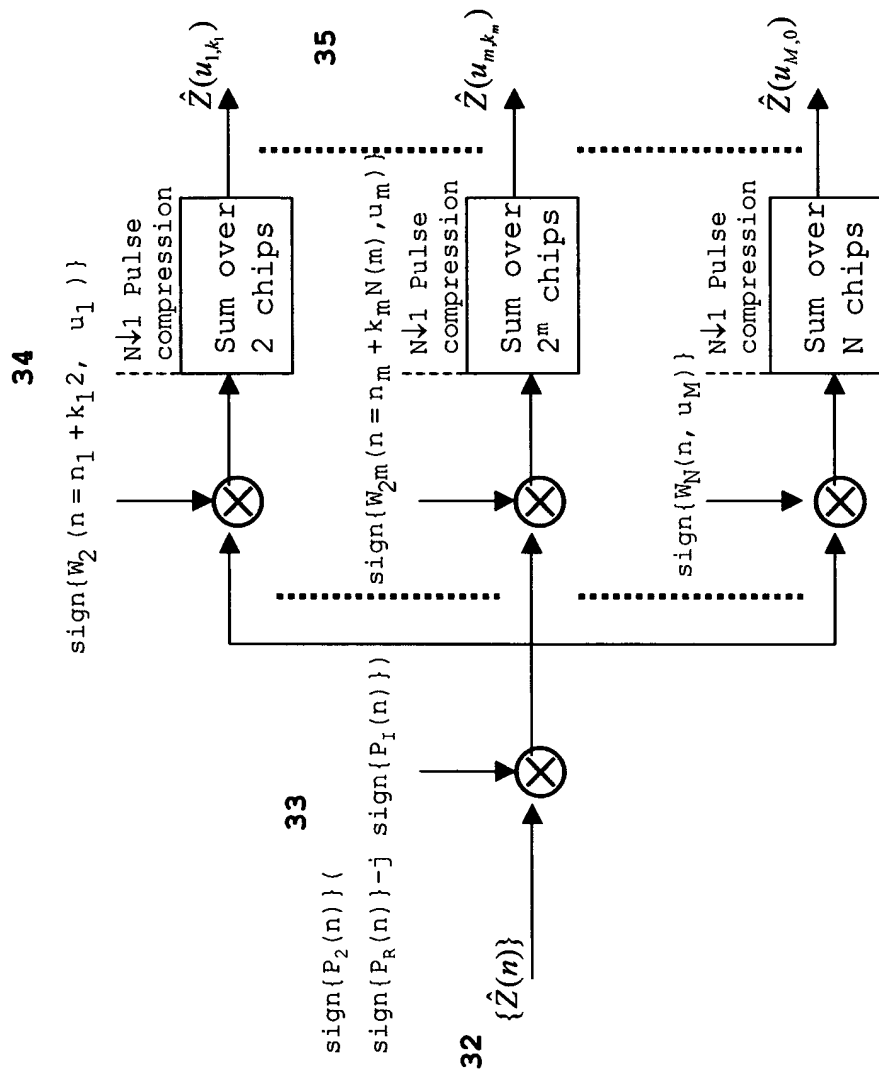 34
sign{W_2 (n = n_1 + k_1 2, u_1 )}
N↓1 Pulse
compression
Sum over
2 chips
Ẑ(u_{1,k_1})
35
33
sign{P_2(n)}(
sign{P_R(n)}-j sign{P_I(n)})
32
{Ẑ(n)}
sign{W_{2^m}(n = n_m + k_m N(m), u_m)}
N↓1 Pulse
compression
Sum over
2^m chips
Ẑ(u_{m,k_m})
sign{W_N(n, u_M)}
N↓1 Pulse
compression
Sum over
N chips
Ẑ(u_{M,0})